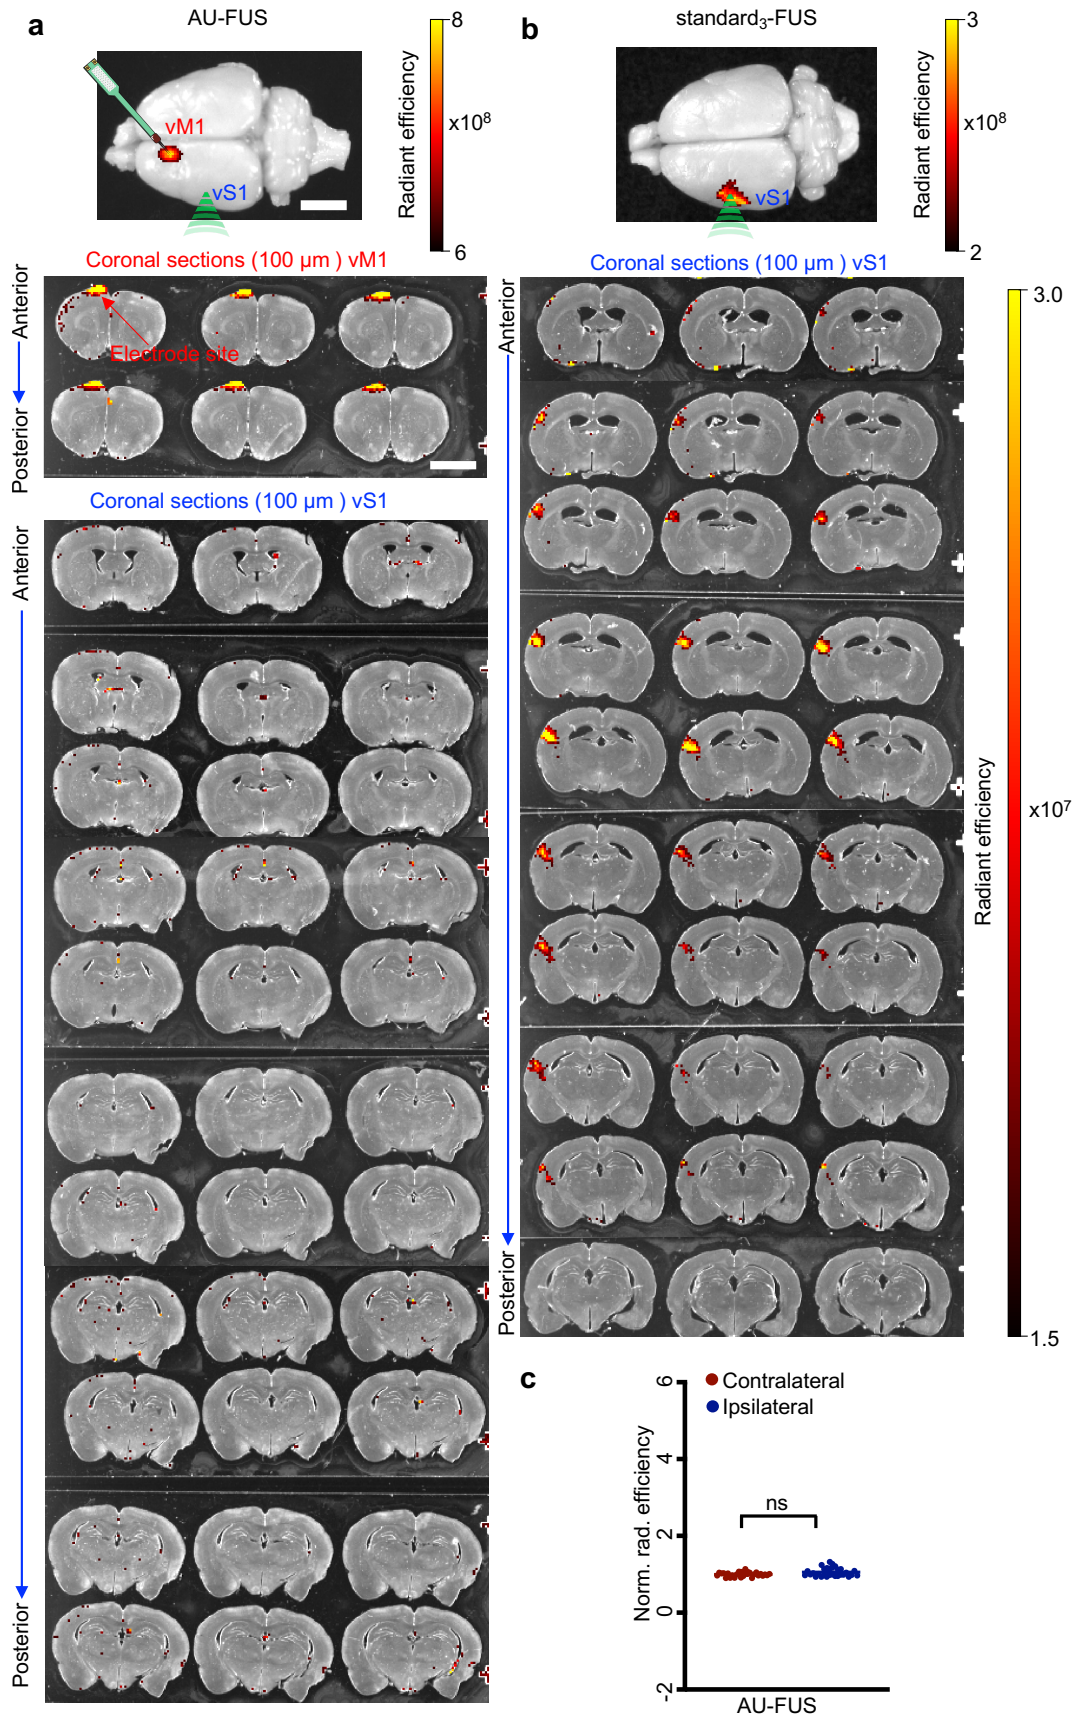 a
AU-FUS
8
Radiant efficiency
x10⁸
6
vM1
vS1
Coronal sections (100 µm ) vM1
Anterior
Posterior
Electrode site
Coronal sections (100 µm ) vS1
Anterior
Posterior
b
standard₃-FUS
3
Radiant efficiency
x10⁸
2
vS1
Coronal sections (100 µm) vS1
Anterior
Posterior
3.0
Radiant efficiency
x10⁷
1.5
c
Contralateral
Ipsilateral
Norm. rad. efficiency
6
4
2
0
-2
ns
AU-FUS